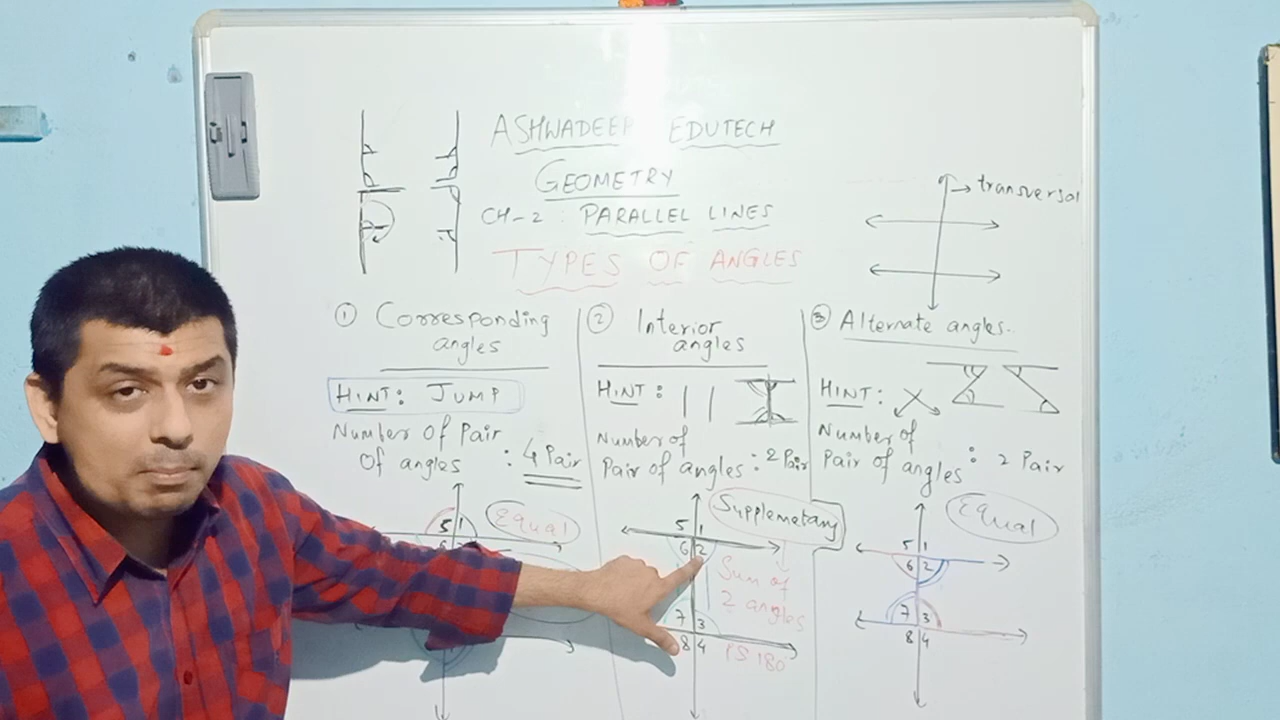 ASHWADEEP EDUTECH
GEOMETRY
CH-2 : PARALLEL LINES
TYPES OF ANGLES
transversal
① Corresponding
angles
HINT: JUMP
Number Of Pair
Of angles : 4 Pair
Equal
5 1
② Interior
angles
HINT:
Number of
Pair of angles : 2 Pair
Supplemetary
5 1
6 2
7 3
8 4
Sum of
2 angles
is 180°
③ Alternate angles.
HINT:
Number of
Pair of angles : 2 Pair
Equal
5 1
6 2
7 3
8 4